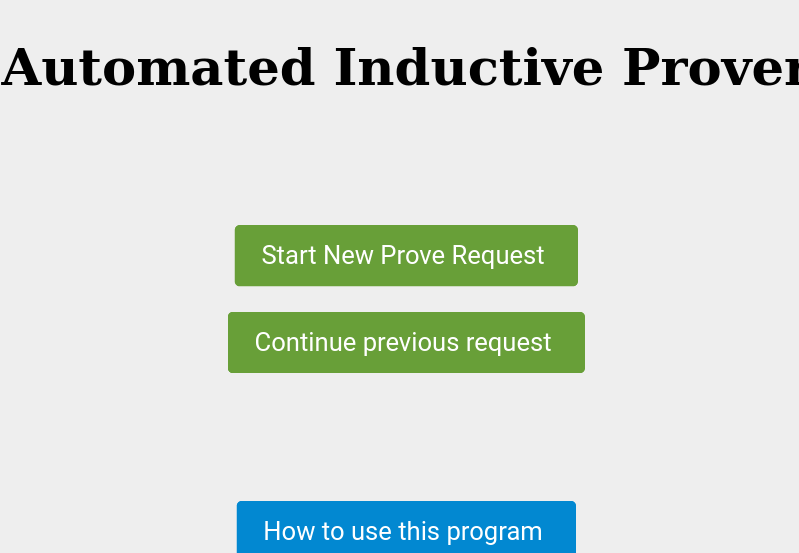 Automated Inductive Prover
Start New Prove Request
Continue previous request
How to use this program